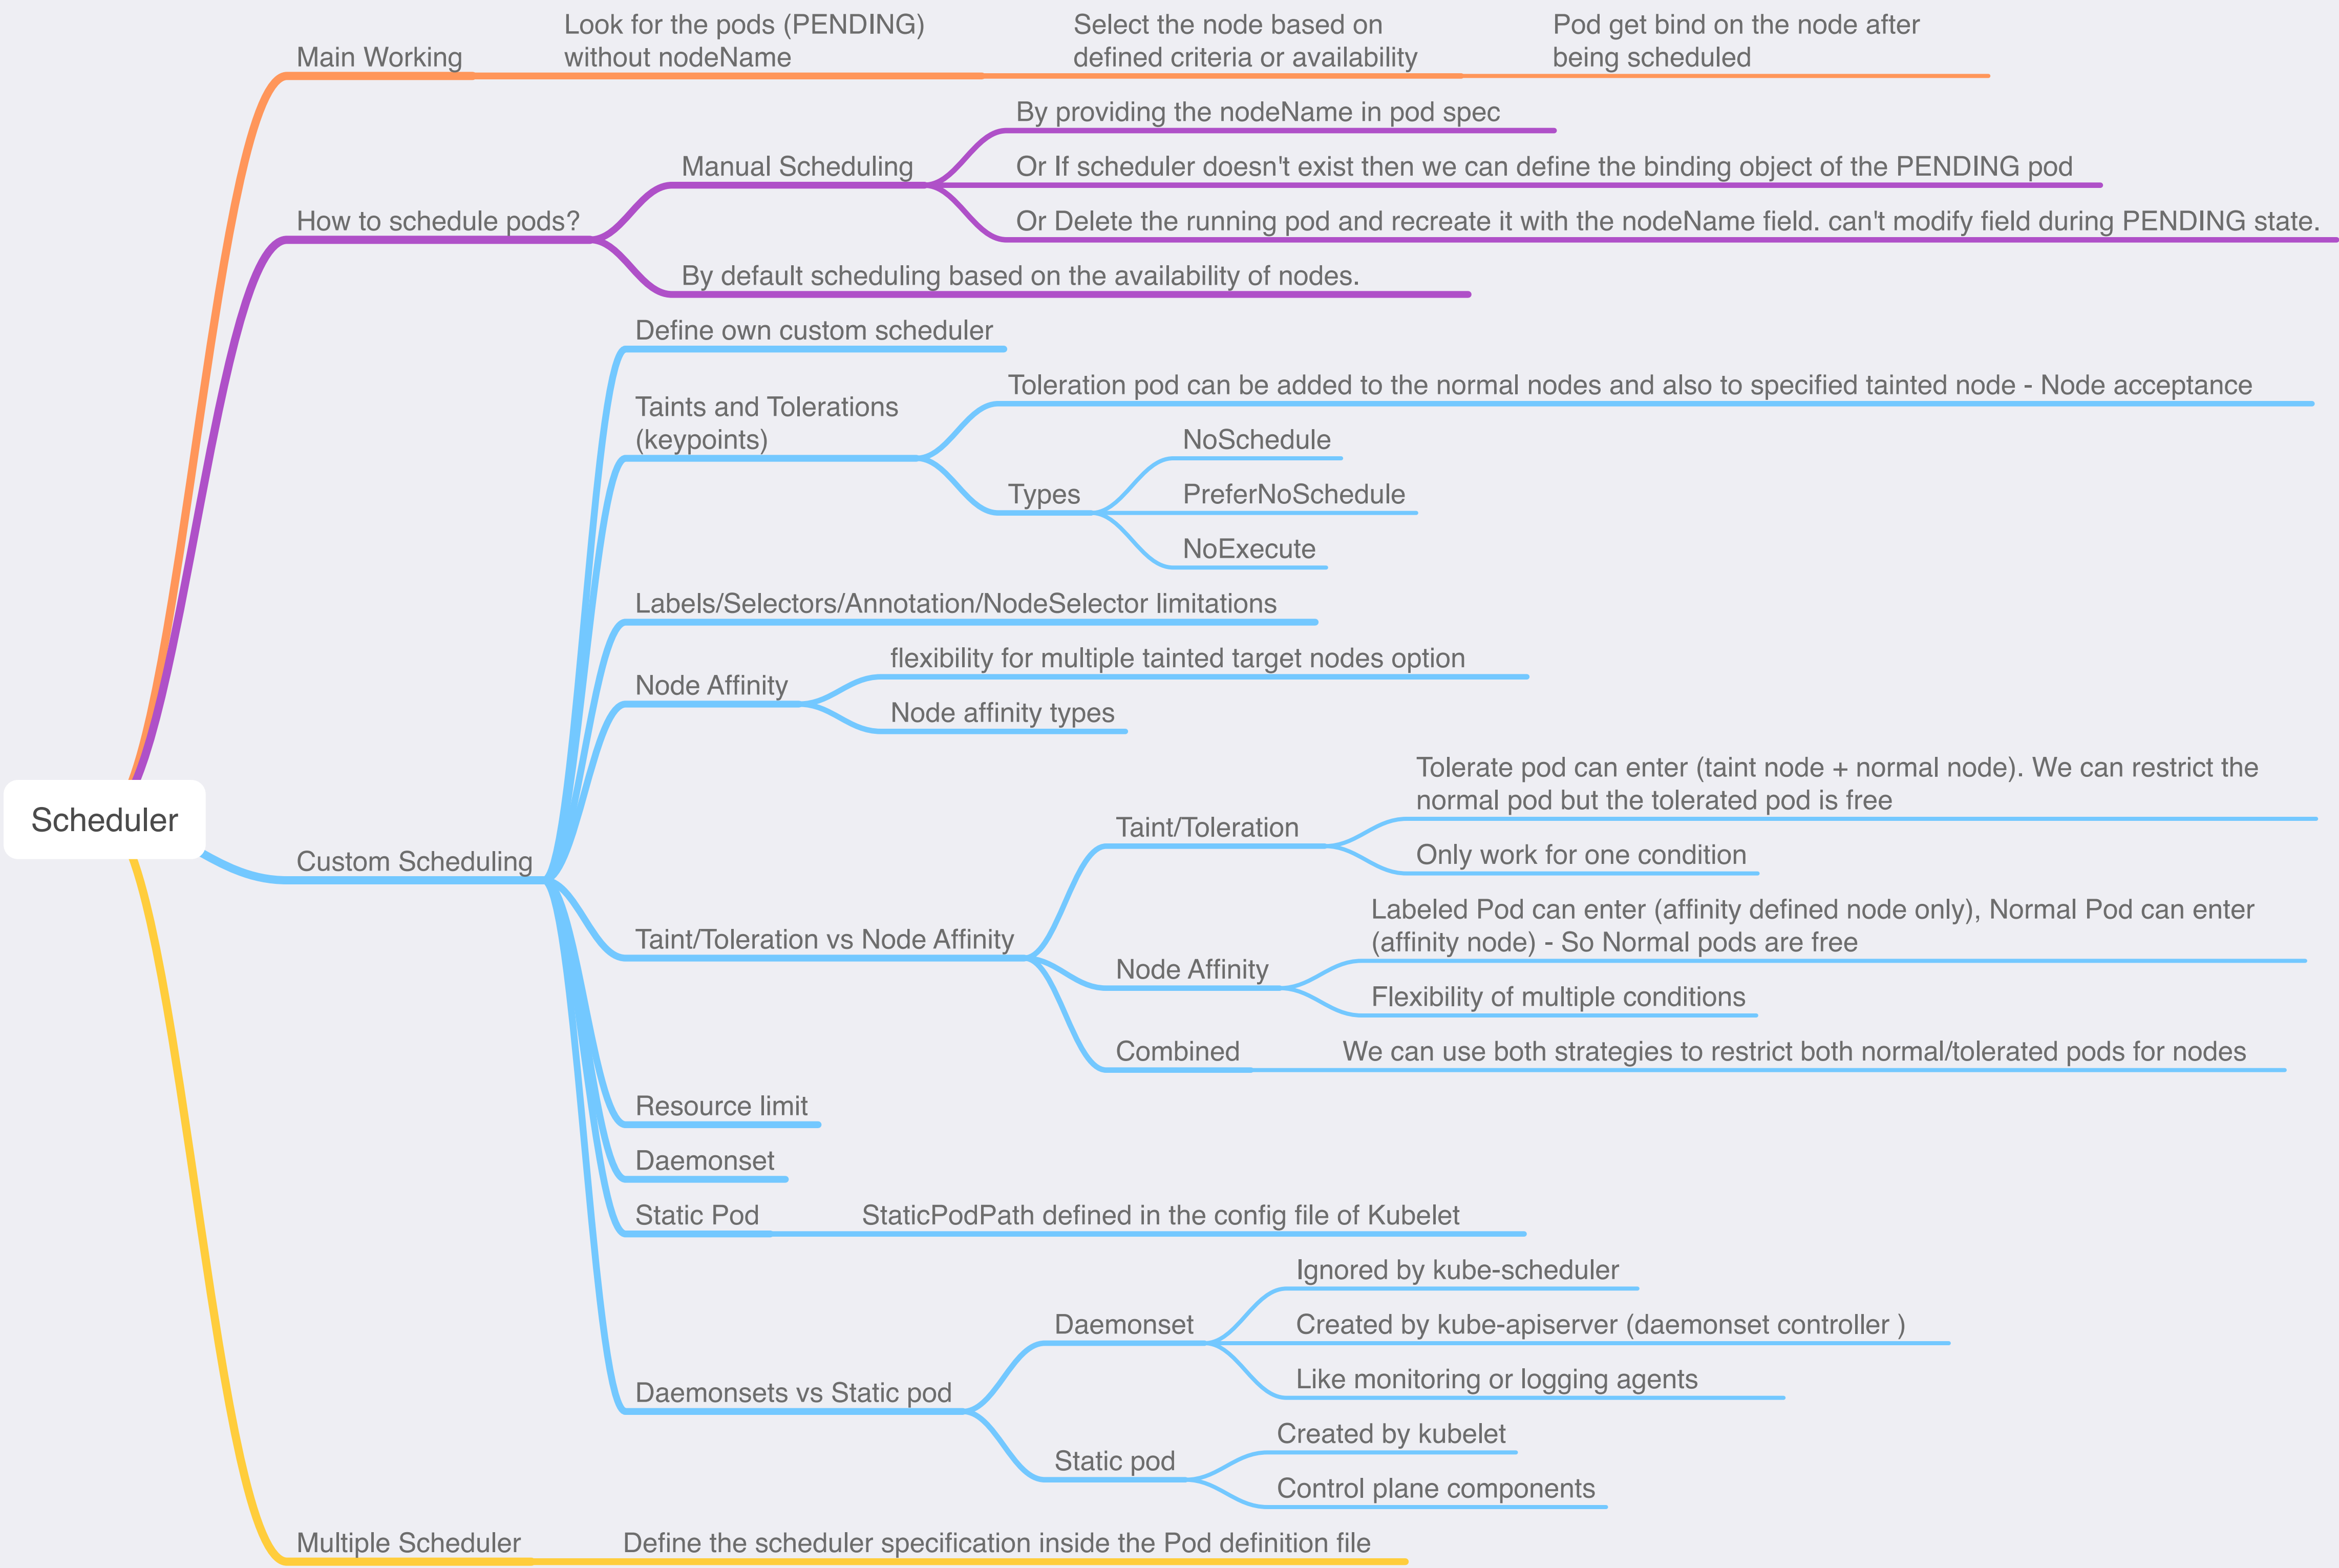 Look for the pods (PENDING)
without nodeName
Select the node based on
defined criteria or availability
Pod get bind on the node after
being scheduled
Main Working
By providing the nodeName in pod spec
Manual Scheduling
Or If scheduler doesn't exist then we can define the binding object of the PENDING pod
How to schedule pods?
Or Delete the running pod and recreate it with the nodeName field. can't modify field during PENDING state.
By default scheduling based on the availability of nodes.
Define own custom scheduler
Toleration pod can be added to the normal nodes and also to specified tainted node - Node acceptance
Taints and Tolerations
(keypoints)
NoSchedule
Types
PreferNoSchedule
NoExecute
Labels/Selectors/Annotation/NodeSelector limitations
flexibility for multiple tainted target nodes option
Node Affinity
Node affinity types
Tolerate pod can enter (taint node + normal node). We can restrict the
normal pod but the tolerated pod is free
Scheduler
Taint/Toleration
Only work for one condition
Custom Scheduling
Labeled Pod can enter (affinity defined node only), Normal Pod can enter
(affinity node) - So Normal pods are free
Taint/Toleration vs Node Affinity
Node Affinity
Flexibility of multiple conditions
Combined
We can use both strategies to restrict both normal/tolerated pods for nodes
Resource limit
Daemonset
Static Pod
StaticPodPath defined in the config file of Kubelet
Ignored by kube-scheduler
Daemonset
Created by kube-apiserver (daemonset controller )
Like monitoring or logging agents
Daemonsets vs Static pod
Created by kubelet
Static pod
Control plane components
Multiple Scheduler
Define the scheduler specification inside the Pod definition file